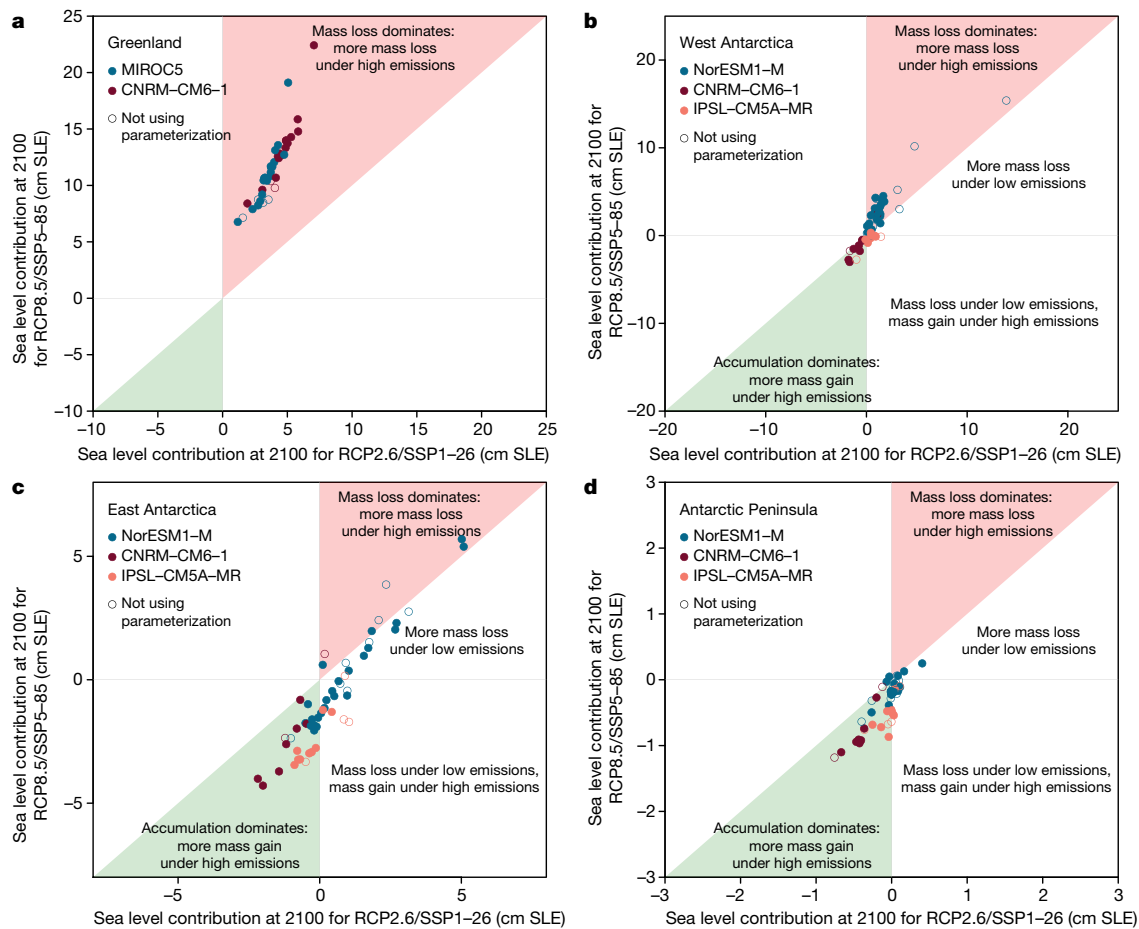 a
Greenland
MIROC5
CNRM–CM6–1
Not using
parameterization
Mass loss dominates:
more mass loss
under high emissions
25
20
15
10
5
0
–5
–10
–10
–5
0
5
10
15
20
25
Sea level contribution at 2100
for RCP8.5/SSP5–85 (cm SLE)
Sea level contribution at 2100 for RCP2.6/SSP1–26 (cm SLE)
b
West Antarctica
NorESM1–M
CNRM–CM6–1
IPSL–CM5A–MR
Not using
parameterization
Mass loss dominates:
more mass loss
under high emissions
More mass loss
under low emissions
Mass loss under low emissions,
mass gain under high emissions
Accumulation dominates:
more mass gain
under high emissions
20
10
0
–10
–20
–20
–10
0
10
20
Sea level contribution at 2100 for
RCP8.5/SSP5–85 (cm SLE)
Sea level contribution at 2100 for RCP2.6/SSP1–26 (cm SLE)
c
East Antarctica
NorESM1–M
CNRM–CM6–1
IPSL–CM5A–MR
Not using
parameterization
Mass loss dominates:
more mass loss
under high emissions
More mass loss
under low emissions
Mass loss under low emissions,
mass gain under high emissions
Accumulation dominates:
more mass gain
under high emissions
5
0
–5
–5
0
5
Sea level contribution at 2100 for
RCP8.5/SSP5–85 (cm SLE)
Sea level contribution at 2100 for RCP2.6/SSP1–26 (cm SLE)
d
Antarctic Peninsula
NorESM1–M
CNRM–CM6–1
IPSL–CM5A–MR
Not using
parameterization
Mass loss dominates:
more mass loss
under high emissions
More mass loss
under low emissions
Mass loss under low emissions,
mass gain under high emissions
Accumulation dominates:
more mass gain
under high emissions
3
2
1
0
–1
–2
–3
–3
–2
–1
0
1
2
3
Sea level contribution at 2100 for
RCP8.5/SSP5–85 (cm SLE)
Sea level contribution at 2100 for RCP2.6/SSP1–26 (cm SLE)